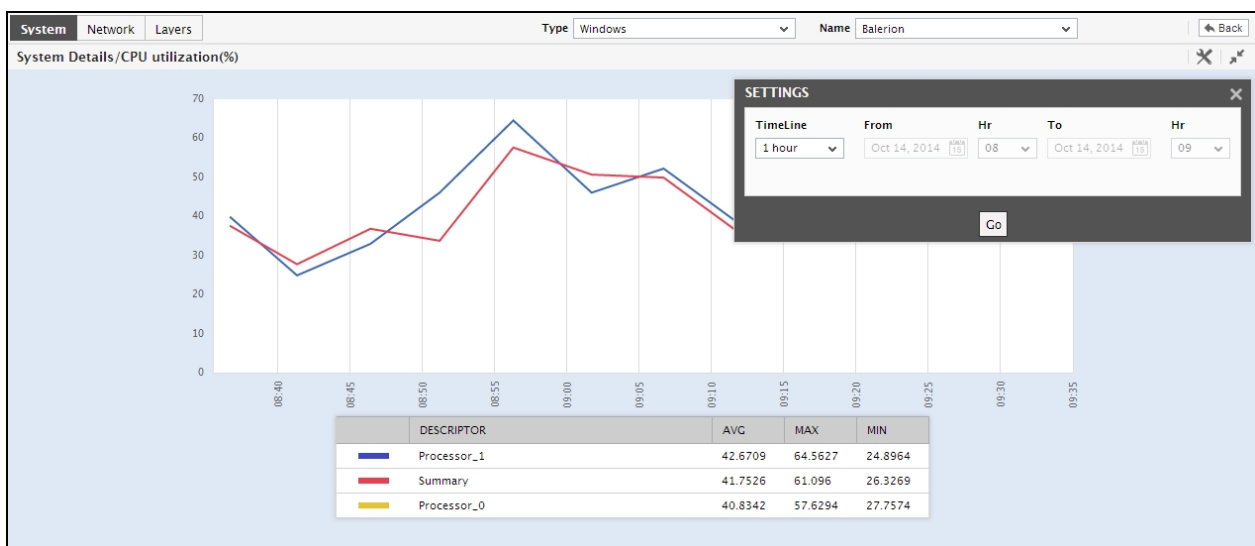 System Network Layers Type Windows Name Balerion Back
System Details/CPU utilization(%)
SETTINGS
TimeLine From Hr To Hr
1 hour Oct 14, 2014 08 Oct 14, 2014 09
Go
70
60
50
40
30
20
10
0
08:40 08:45 08:50 08:55 09:00 09:05 09:10 09:15 09:20 09:25 09:30 09:35
DESCRIPTOR AVG MAX MIN
Processor_1 42.6709 64.5627 24.8964
Summary 41.7526 61.096 26.3269
Processor_0 40.8342 57.6294 27.7574